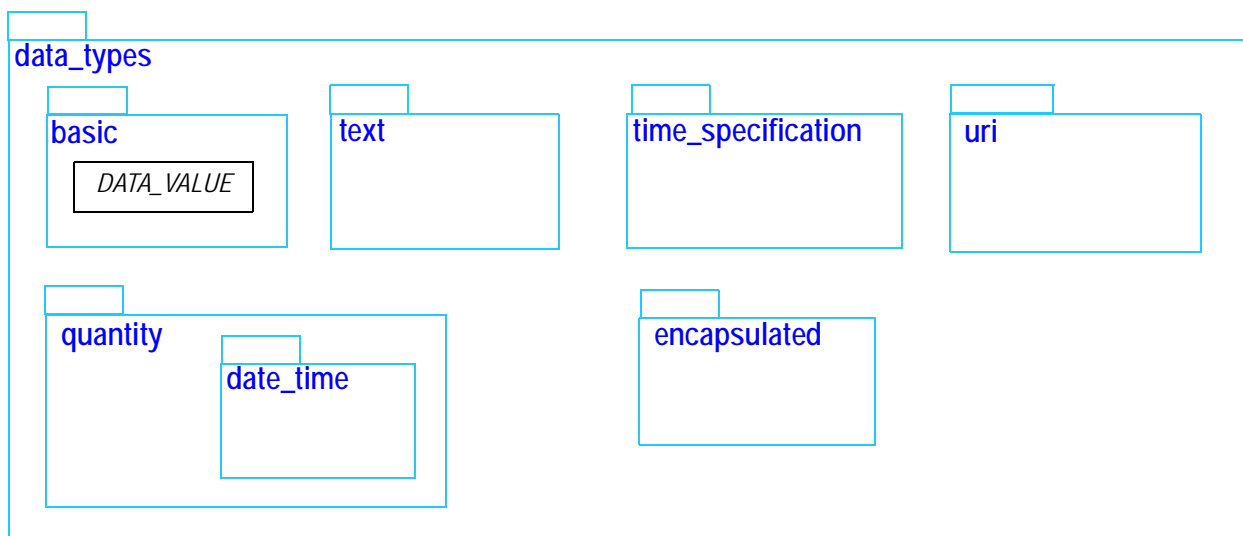 data_types
basic
text
time_specification
uri
DATA_VALUE
quantity
encapsulated
date_time